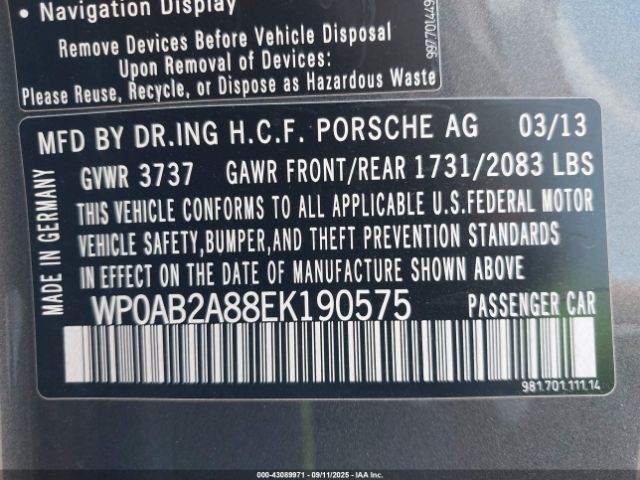 • Navigation Display
Remove Devices Before Vehicle Disposal
Upon Removal of Devices:
Please Reuse, Recycle, or Dispose as Hazardous Waste
MFD BY DR.ING H.C.F. PORSCHE AG 03/13
GVWR 3737 GAWR FRONT/REAR 1731/2083 LBS
THIS VEHICLE CONFORMS TO ALL APPLICABLE U.S.FEDERAL MOTOR
VEHICLE SAFETY,BUMPER,AND THEFT PREVENTION STANDARDS
IN EFFECT ON THE DATE OF MANUFACTURE SHOWN ABOVE.
WP0AB2A88EK190575 PASSENGER CAR
MADE IN GERMANY
981.701.111.14
000-43089971 - 09/11/2025 - IAA Inc.